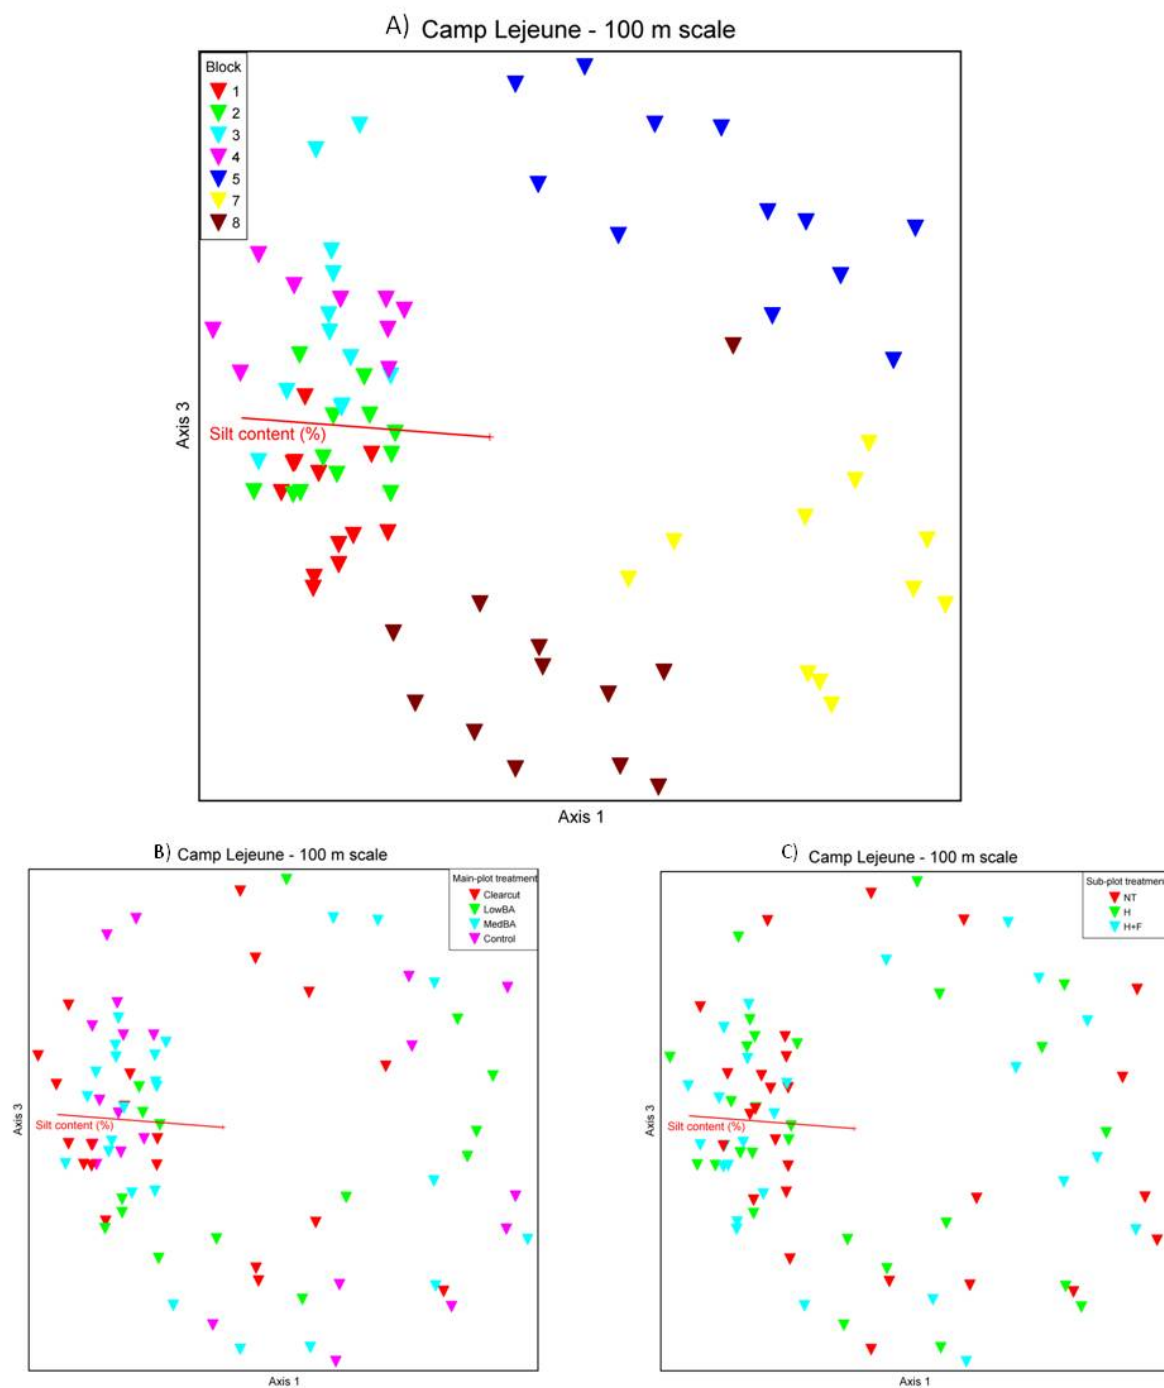 A) Camp Lejeune - 100 m scale
Block
1
2
3
4
5
7
8
Axis 3
Silt content (%)
Axis 1
B) Camp Lejeune - 100 m scale
Main-plot treatment
Clearcut
LowBA
MedBA
Control
Axis 3
Silt content (%)
Axis 1
C) Camp Lejeune - 100 m scale
Sub-plot treatment
NT
H
H+F
Axis 3
Silt content (%)
Axis 1